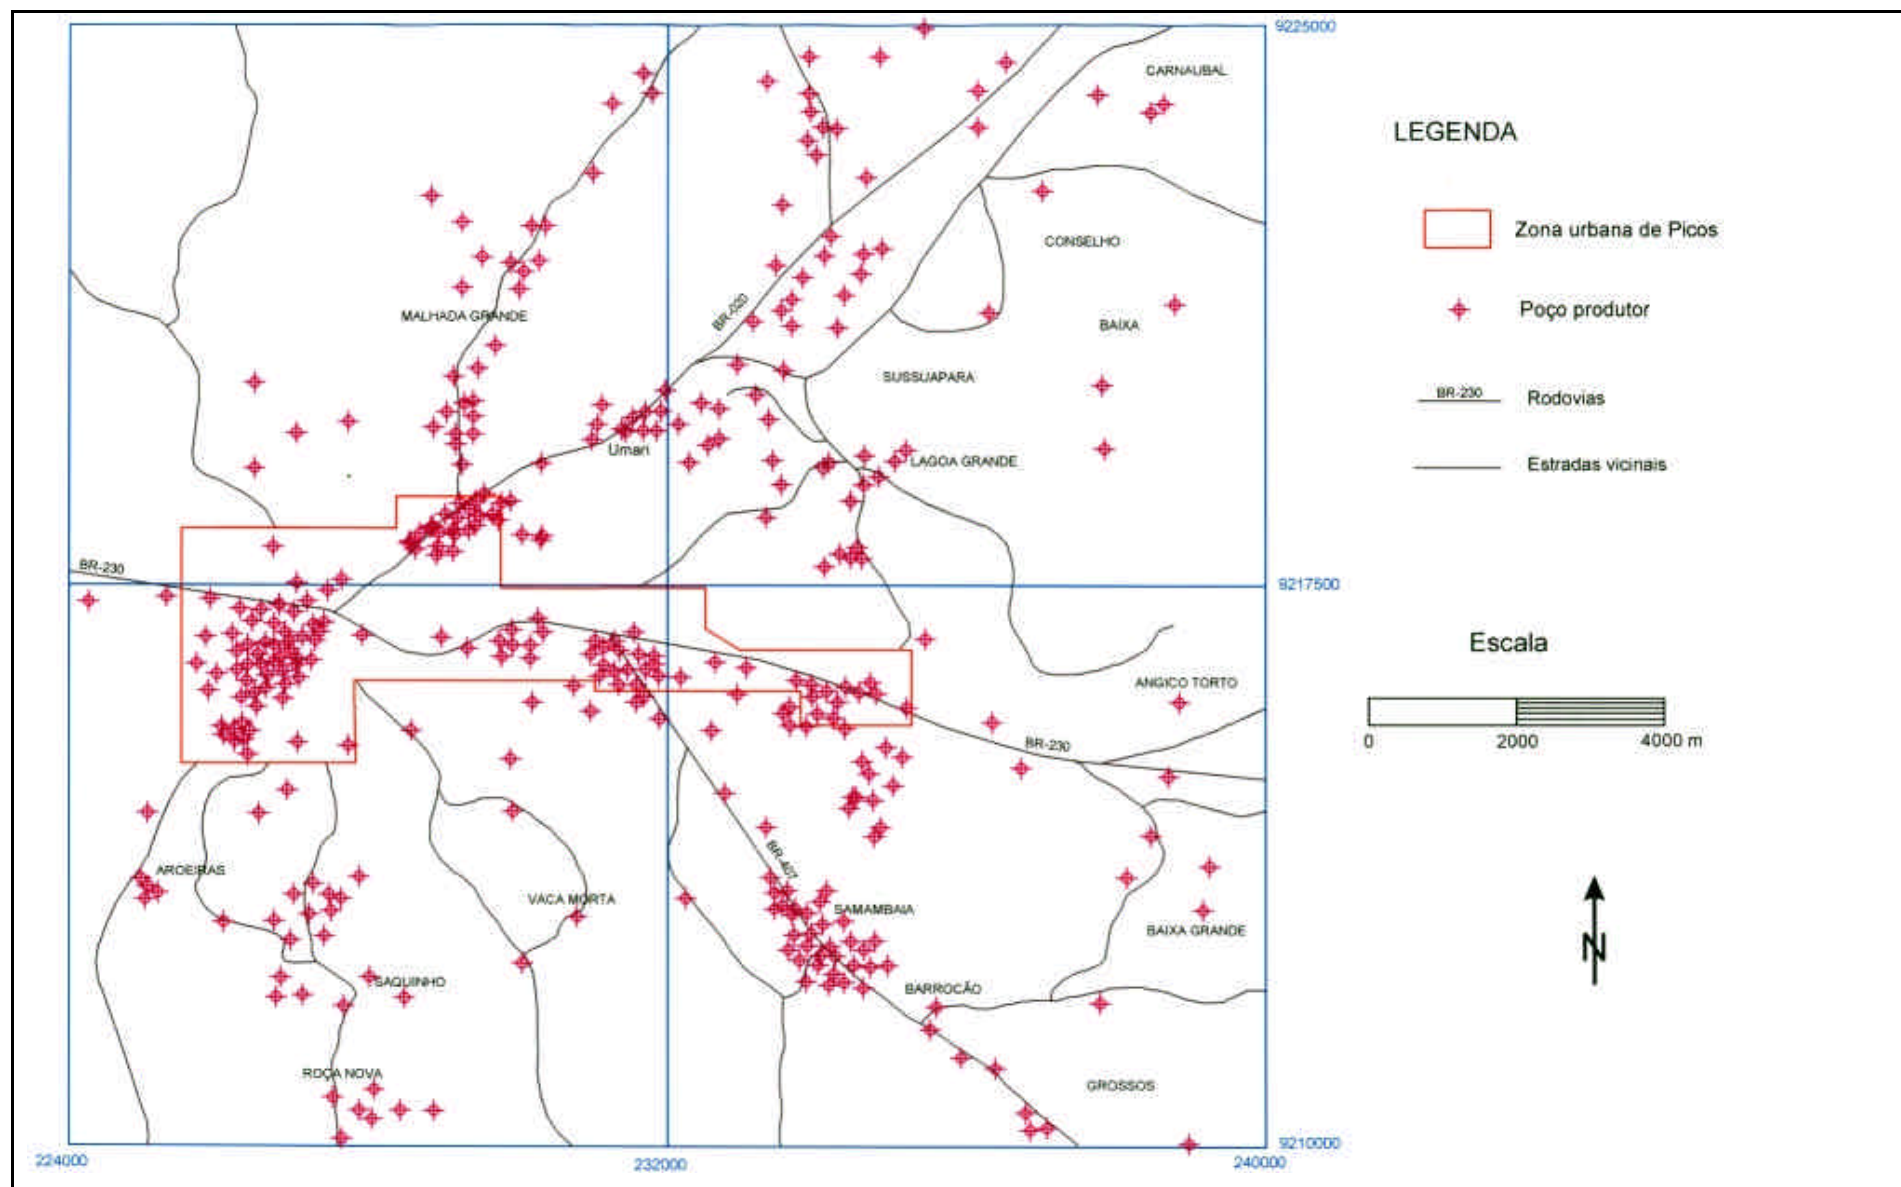 9225000
CARNAUBAL
LEGENDA
Zona urbana de Picos
CONSELHO
BR-020
Poço produtor
MALHADA GRANDE
BAIXA
SUSSUAPARA
BR-230
Rodovias
Umari
LAGOA GRANDE
Estradas vicinais
BR-230
9217500
Escala
ANGICO TORTO
BR-230
0 2000 4000 m
BR-407
AROEIRAS
VACA MORTA
SAMAMBAIA
BAIXA GRANDE
N
SAQUINHO
BARROCÃO
ROÇA NOVA
GROSSOS
9210000
224000 232000 240000